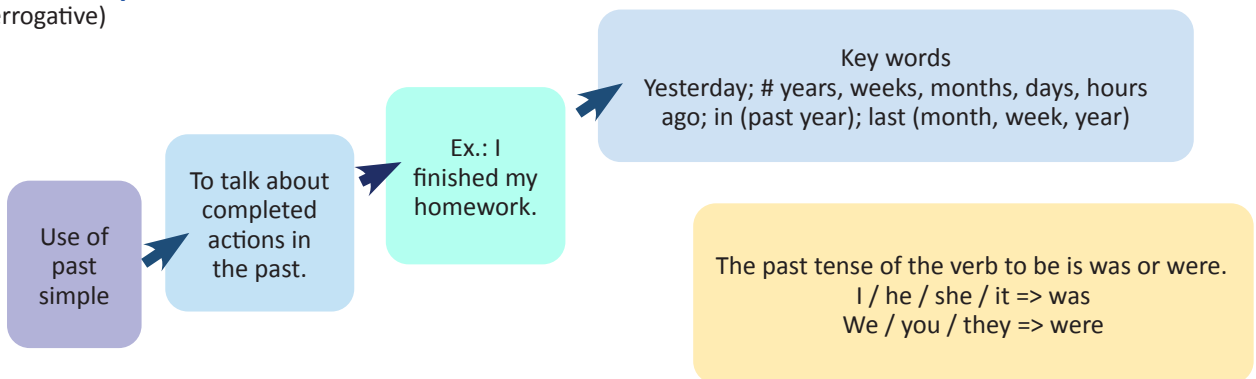 errogative)
Use of
past
simple
To talk about
completed
actions in
the past.
Ex.: I
finished my
homework.
Key words
Yesterday; # years, weeks, months, days, hours
ago; in (past year); last (month, week, year)
The past tense of the verb to be is was or were.
I / he / she / it => was
We / you / they => were